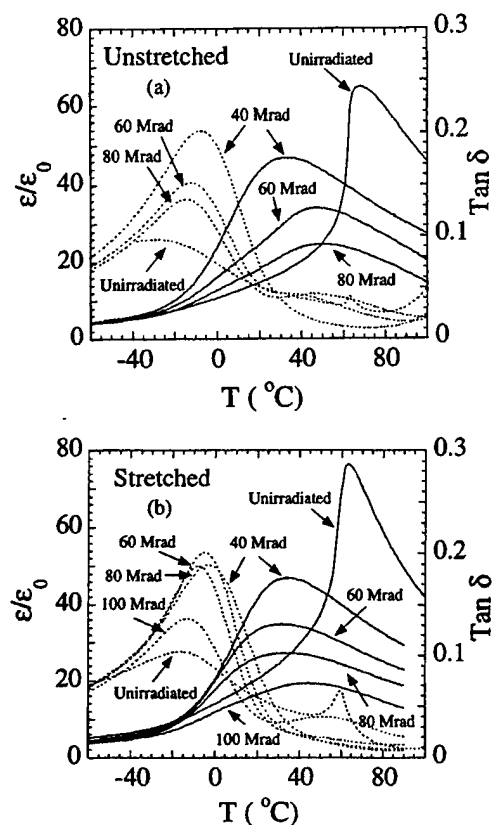 80
60
40
20
0
Unstretched
(a)
Unirradiated
60 Mrad
80 Mrad
40 Mrad
60 Mrad
80 Mrad
Unirradiated
0.3
0.2
0.1
0
ε/ε0
Tan δ
-40 0 40 80
T ( °C)
80
60
40
20
0
Stretched
(b)
Unirradiated
60 Mrad
80 Mrad
100 Mrad
40 Mrad
60 Mrad
Unirradiated
80 Mrad
100 Mrad
0.3
0.2
0.1
0
ε/ε0
Tan δ
-40 0 40 80
T ( °C)